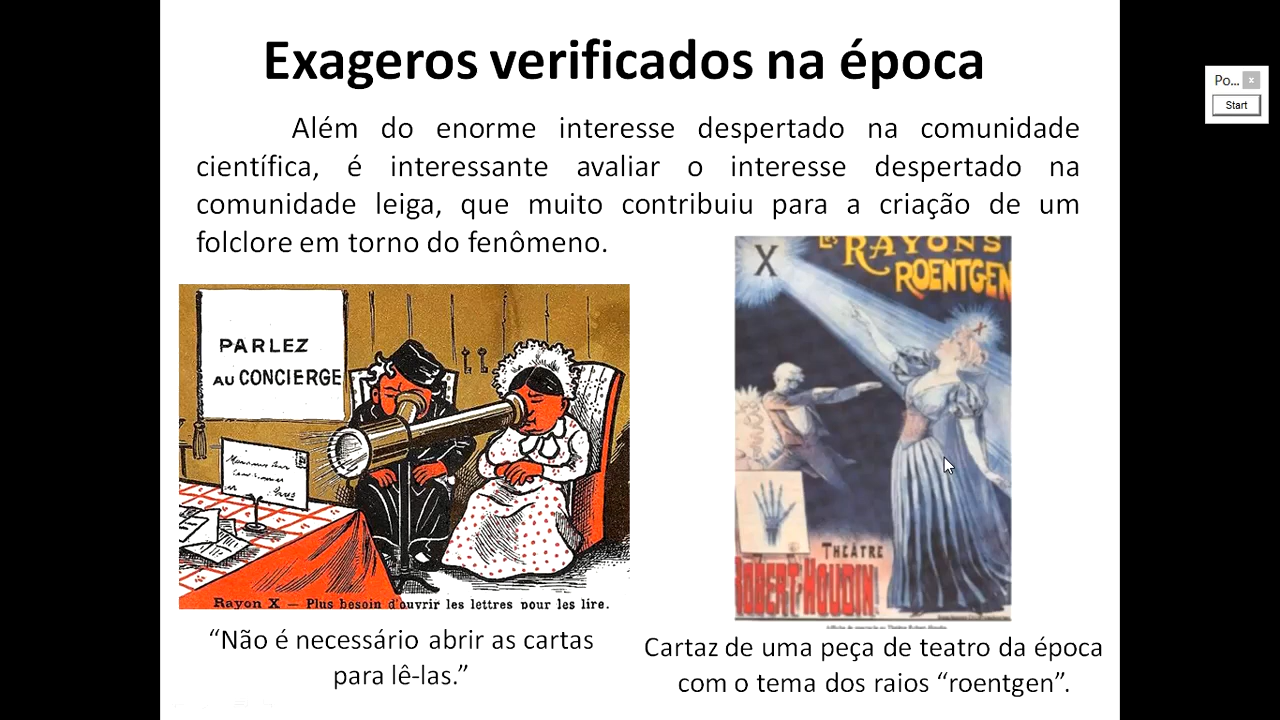 Exageros verificados na época
Po...
x
Start
Além do enorme interesse despertado na comunidade
científica, é interessante avaliar o interesse despertado na
comunidade leiga, que muito contribuiu para a criação de um
folclore em torno do fenômeno.
PARLEZ
AU CONCIERGE
Paris
Rayon X — Plus besoin d'ouvrir les lettres pour les lire.
X
LES RAYONS
ROENTGEN
THÉÂTRE
ROBERT-HOUDIN
“Não é necessário abrir as cartas
para lê-las.”
Cartaz de uma peça de teatro da época
com o tema dos raios “roentgen”.